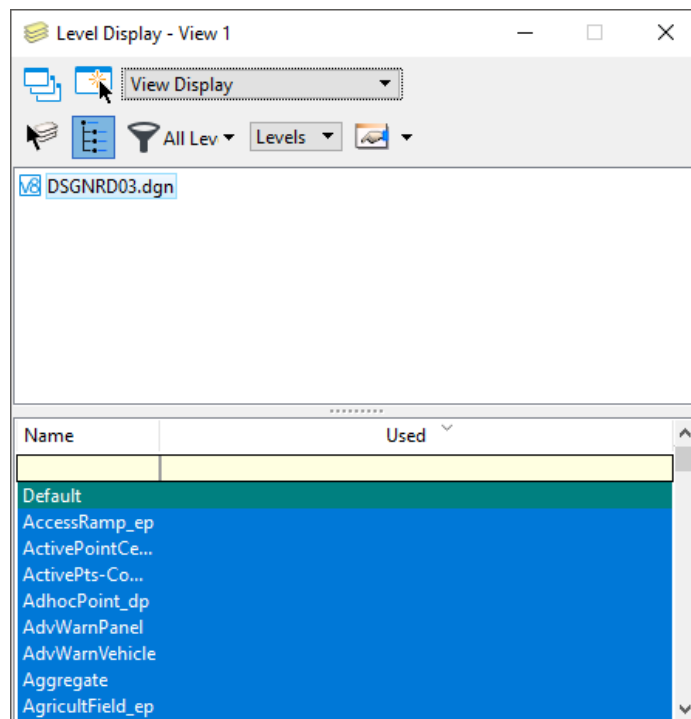 Level Display - View 1
View Display
All Lev
Levels
V8 DSGNRD03.dgn
Name Used
Default
AccessRamp_ep
ActivePointCe...
ActivePts-Co...
AdhocPoint_dp
AdvWarnPanel
AdvWarnVehicle
Aggregate
AgricultField_ep